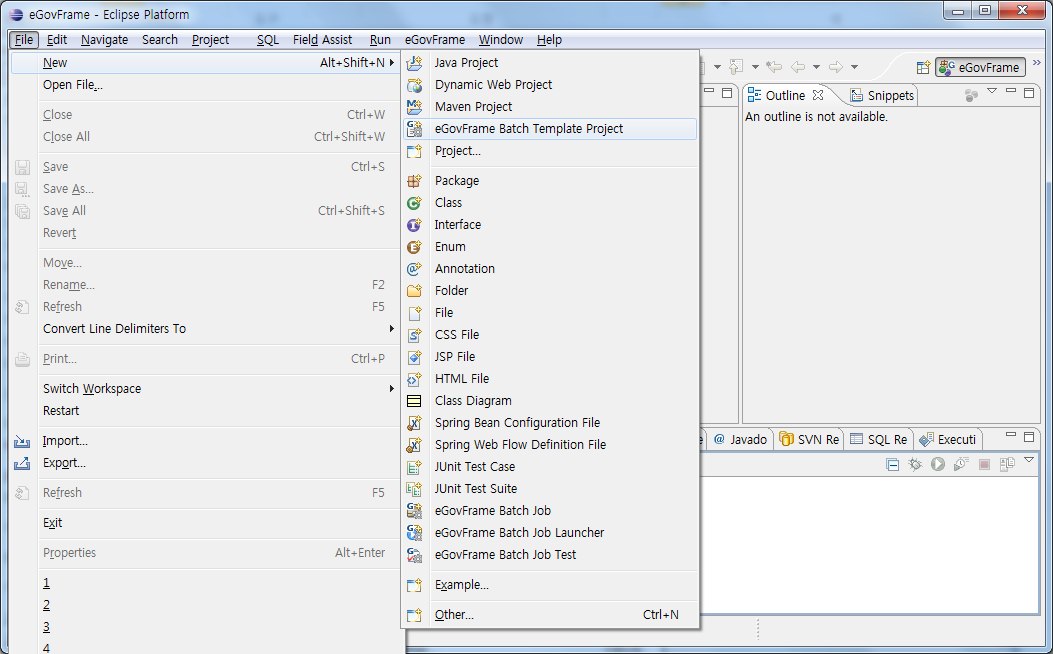 eGovFrame - Eclipse Platform
File Edit Navigate Search Project SQL Field Assist Run eGovFrame Window Help
New Alt+Shift+N
Open File...
Close Ctrl+W
Close All Ctrl+Shift+W
Save Ctrl+S
Save As...
Save All Ctrl+Shift+S
Revert
Move...
Rename... F2
Refresh F5
Convert Line Delimiters To
Print... Ctrl+P
Switch Workspace
Restart
Import...
Export...
Refresh F5
Exit
Properties Alt+Enter
1
2
3
4
Java Project
Dynamic Web Project
Maven Project
eGovFrame Batch Template Project
Project...
Package
Class
Interface
Enum
Annotation
Folder
File
CSS File
JSP File
HTML File
Class Diagram
Spring Bean Configuration File
Spring Web Flow Definition File
JUnit Test Case
JUnit Test Suite
eGovFrame Batch Job
eGovFrame Batch Job Launcher
eGovFrame Batch Job Test
Example...
Other... Ctrl+N
eGovFrame
Outline Snippets
An outline is not available.
@ Javado SVN Re SQL Re Executi